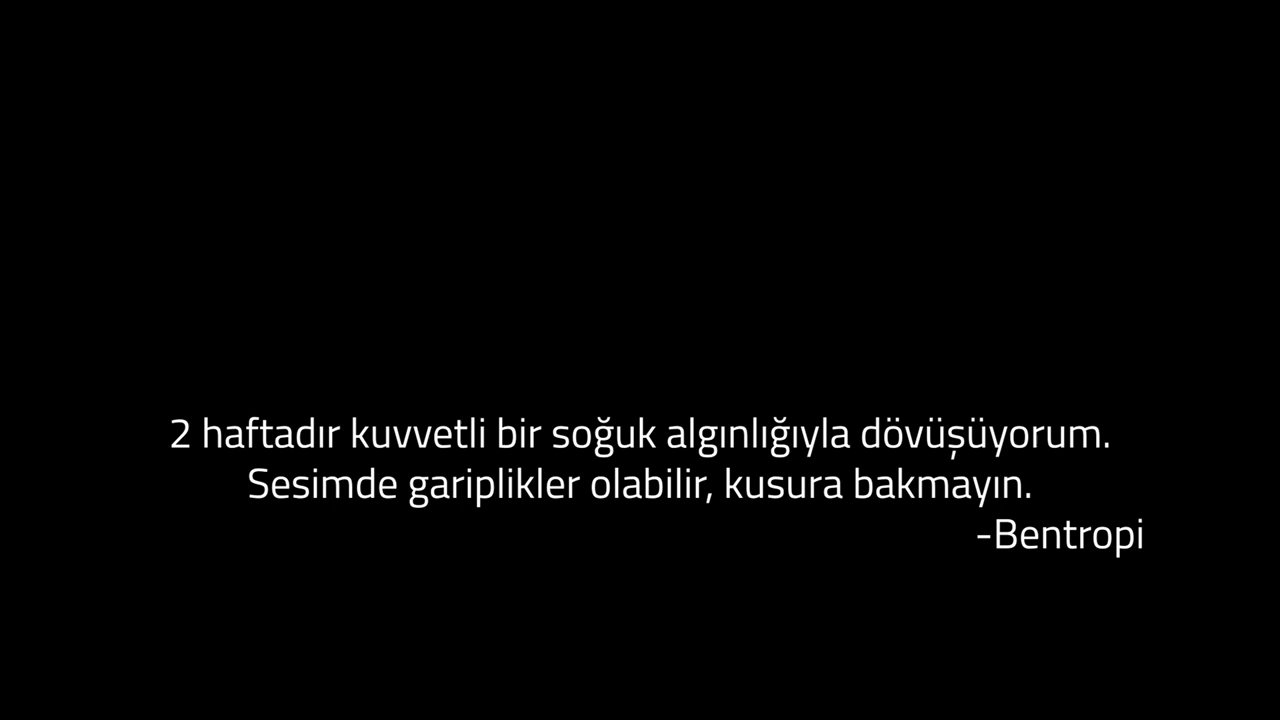 2 haftadır kuvvetli bir soğuk algınlığıyla dövüşüyorum.
Sesimde gariplikler olabilir, kusura bakmayın.
-Bentropi